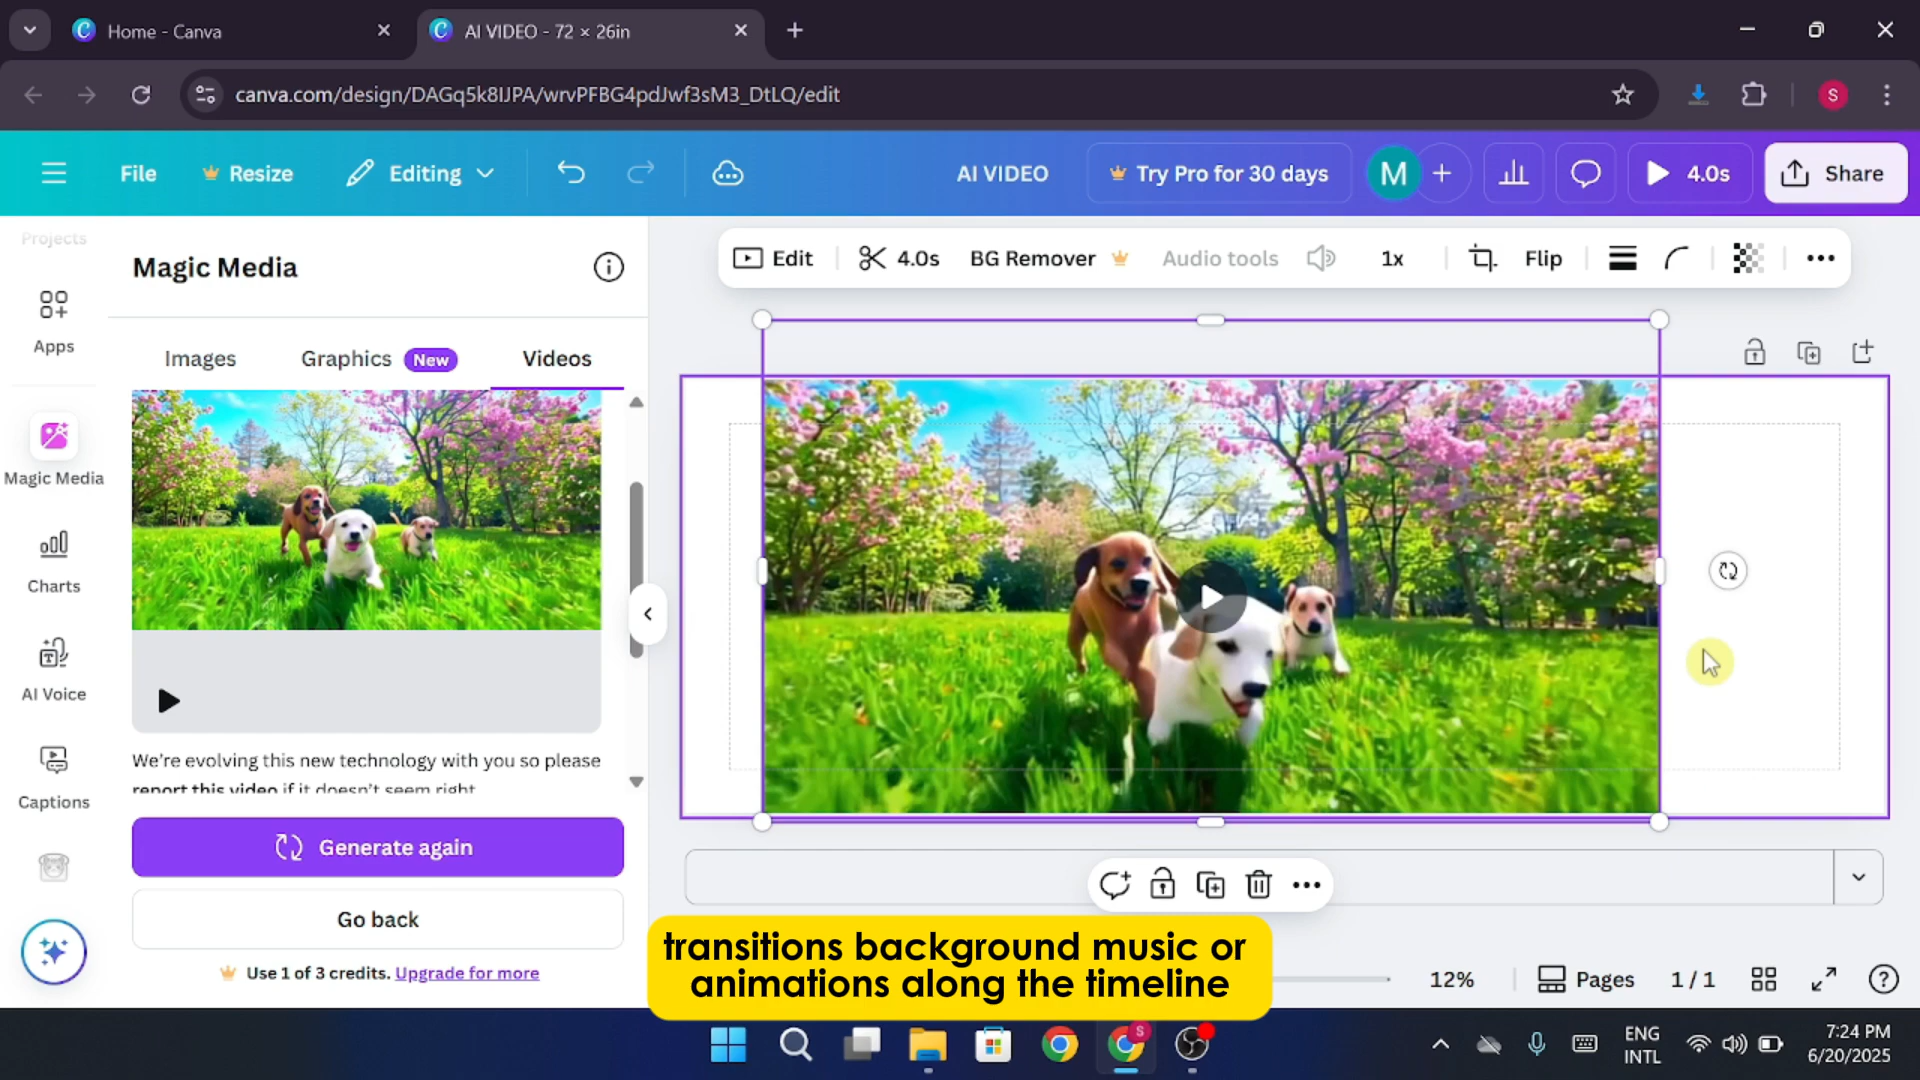 Home - Canva
AI VIDEO - 72 × 26in
canva.com/design/DAGq5k8IJPA/wrvPFBG4pdJwf3sM3_DtLQ/edit
S
File
Resize
Editing
AI VIDEO
Try Pro for 30 days
M
4.0s
Share
Projects
Apps
Magic Media
Charts
AI Voice
Captions
Magic Media
Images
Graphics New
Videos
We're evolving this new technology with you so please
report this video if it doesn't seem right
Generate again
Go back
Use 1 of 3 credits. Upgrade for more
Edit
4.0s
BG Remover
Audio tools
1x
Flip
transitions background music or
animations along the timeline
12%
Pages
1 / 1
S
ENG
INTL
7:24 PM
6/20/2025